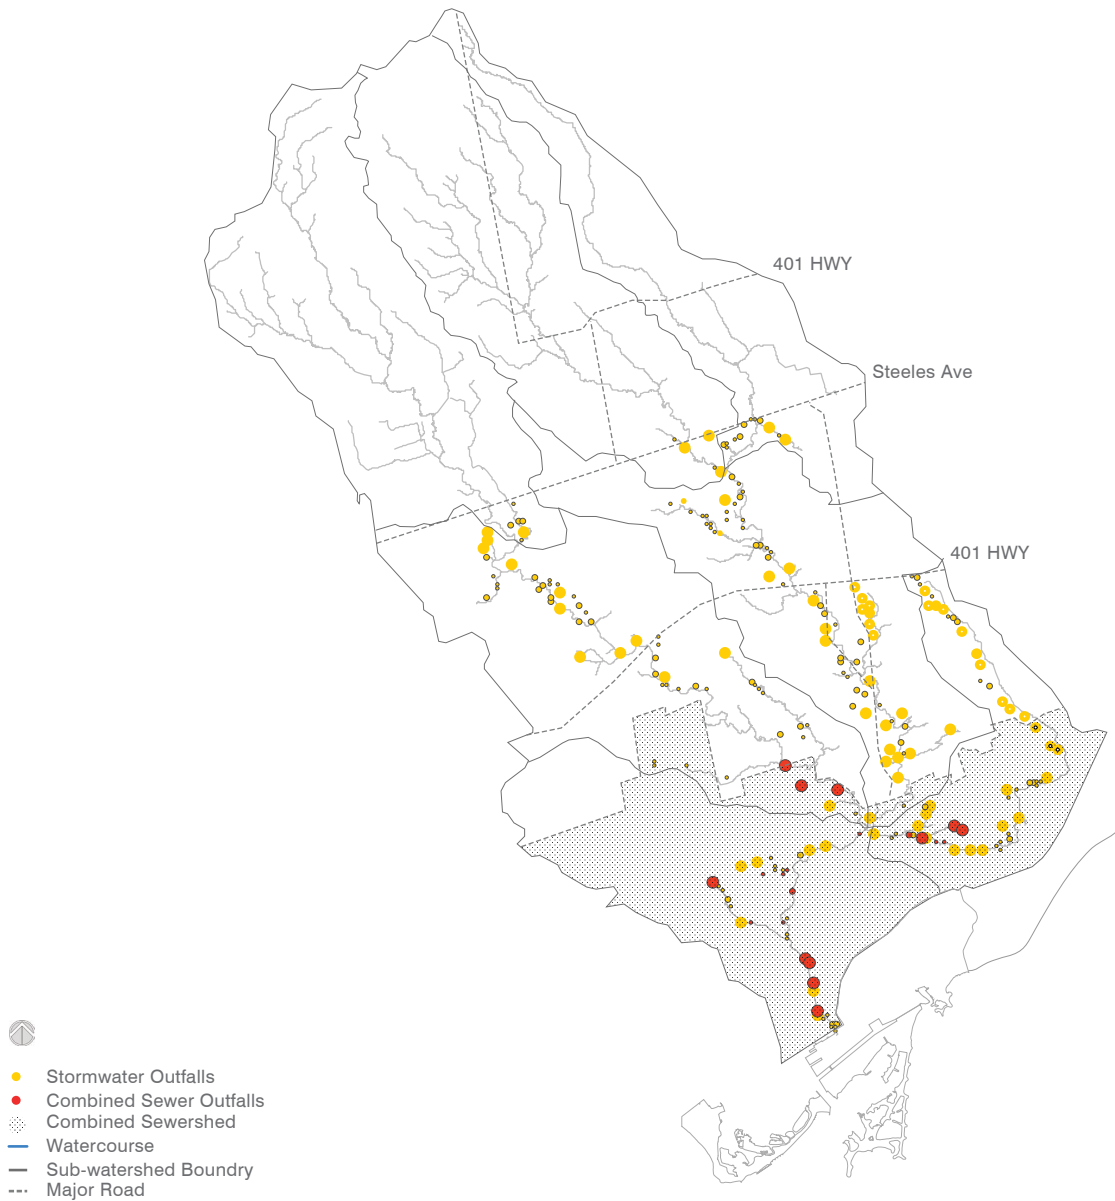 401 HWY
Steeles Ave
401 HWY
Stormwater Outfalls
Combined Sewer Outfalls
Combined Sewershed
Watercourse
Sub-watershed Boundry
Major Road